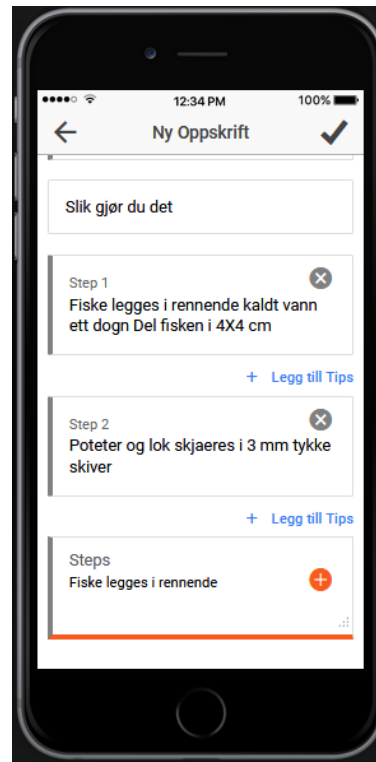 12:34 PM
100%
Ny Oppskrift
Slik gjør du det
Step 1
Fiske legges i rennende kaldt vann
ett dogn Del fisken i 4X4 cm
+ Legg till Tips
Step 2
Poteter og lok skjaeres i 3 mm tykke
skiver
+ Legg till Tips
Steps
Fiske legges i rennende